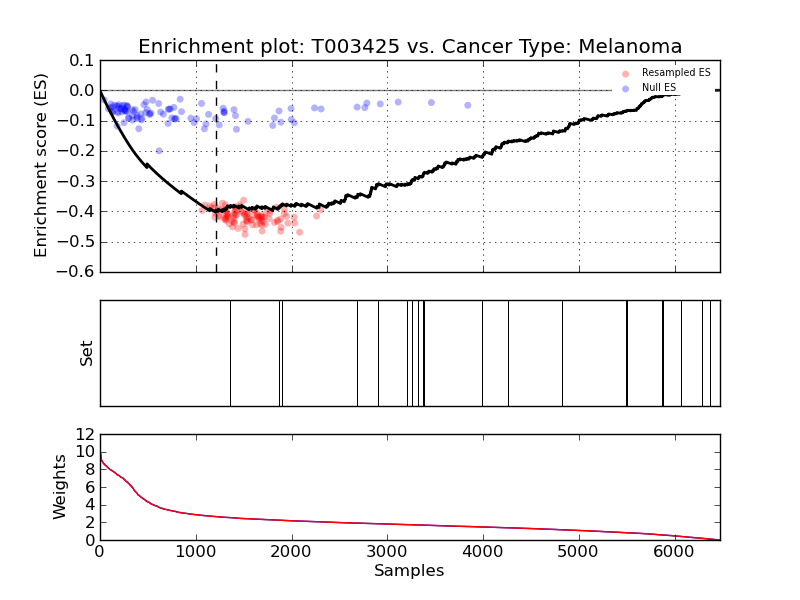 Enrichment plot: T003425 vs. Cancer Type: Melanoma
Enrichment score (ES)
0.1
0.0
−0.1
−0.2
−0.3
−0.4
−0.5
−0.6
Resampled ES
Null ES
Set
Weights
12
10
8
6
4
2
0
0 1000 2000 3000 4000 5000 6000
Samples